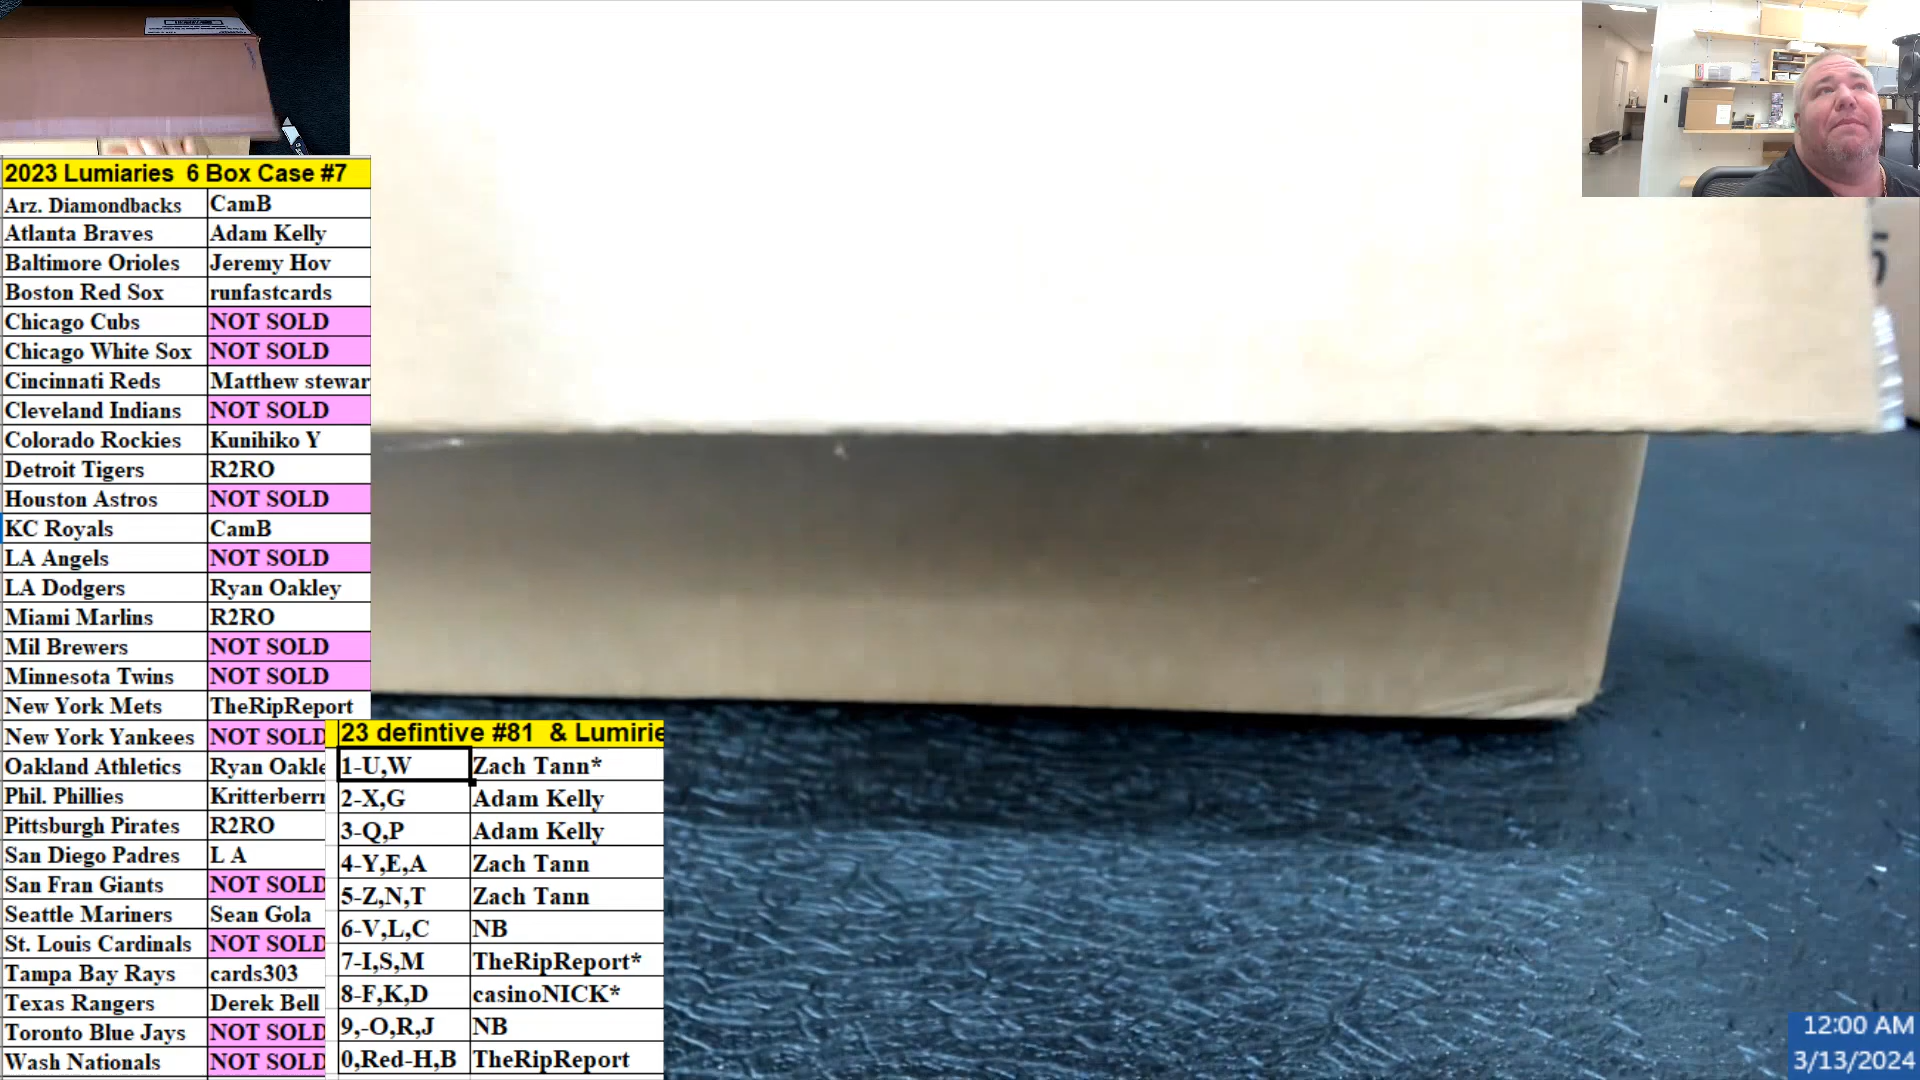 2023 Lumiaries 6 Box Case #7
Arz. Diamondbacks CamB
Atlanta Braves Adam Kelly
Baltimore Orioles Jeremy Hov
Boston Red Sox runfastcards
Chicago Cubs NOT SOLD
Chicago White Sox NOT SOLD
Cincinnati Reds Matthew stewar
Cleveland Indians NOT SOLD
Colorado Rockies Kunihiko Y
Detroit Tigers R2RO
Houston Astros NOT SOLD
KC Royals CamB
LA Angels NOT SOLD
LA Dodgers Ryan Oakley
Miami Marlins R2RO
Mil Brewers NOT SOLD
Minnesota Twins NOT SOLD
New York Mets TheRipReport
New York Yankees NOT SOLD
Oakland Athletics Ryan Oakle
Phil. Phillies Kritterberr
Pittsburgh Pirates R2RO
San Diego Padres L A
San Fran Giants NOT SOLD
Seattle Mariners Sean Gola
St. Louis Cardinals NOT SOLD
Tampa Bay Rays cards303
Texas Rangers Derek Bell
Toronto Blue Jays NOT SOLD
Wash Nationals NOT SOLD
23 defintive #81 & Lumirie
1-U,W Zach Tann*
2-X,G Adam Kelly
3-Q,P Adam Kelly
4-Y,E,A Zach Tann
5-Z,N,T Zach Tann
6-V,L,C NB
7-I,S,M TheRipReport*
8-F,K,D casinoNICK*
9,-O,R,J NB
0,Red-H,B TheRipReport
12:00 AM
3/13/2024